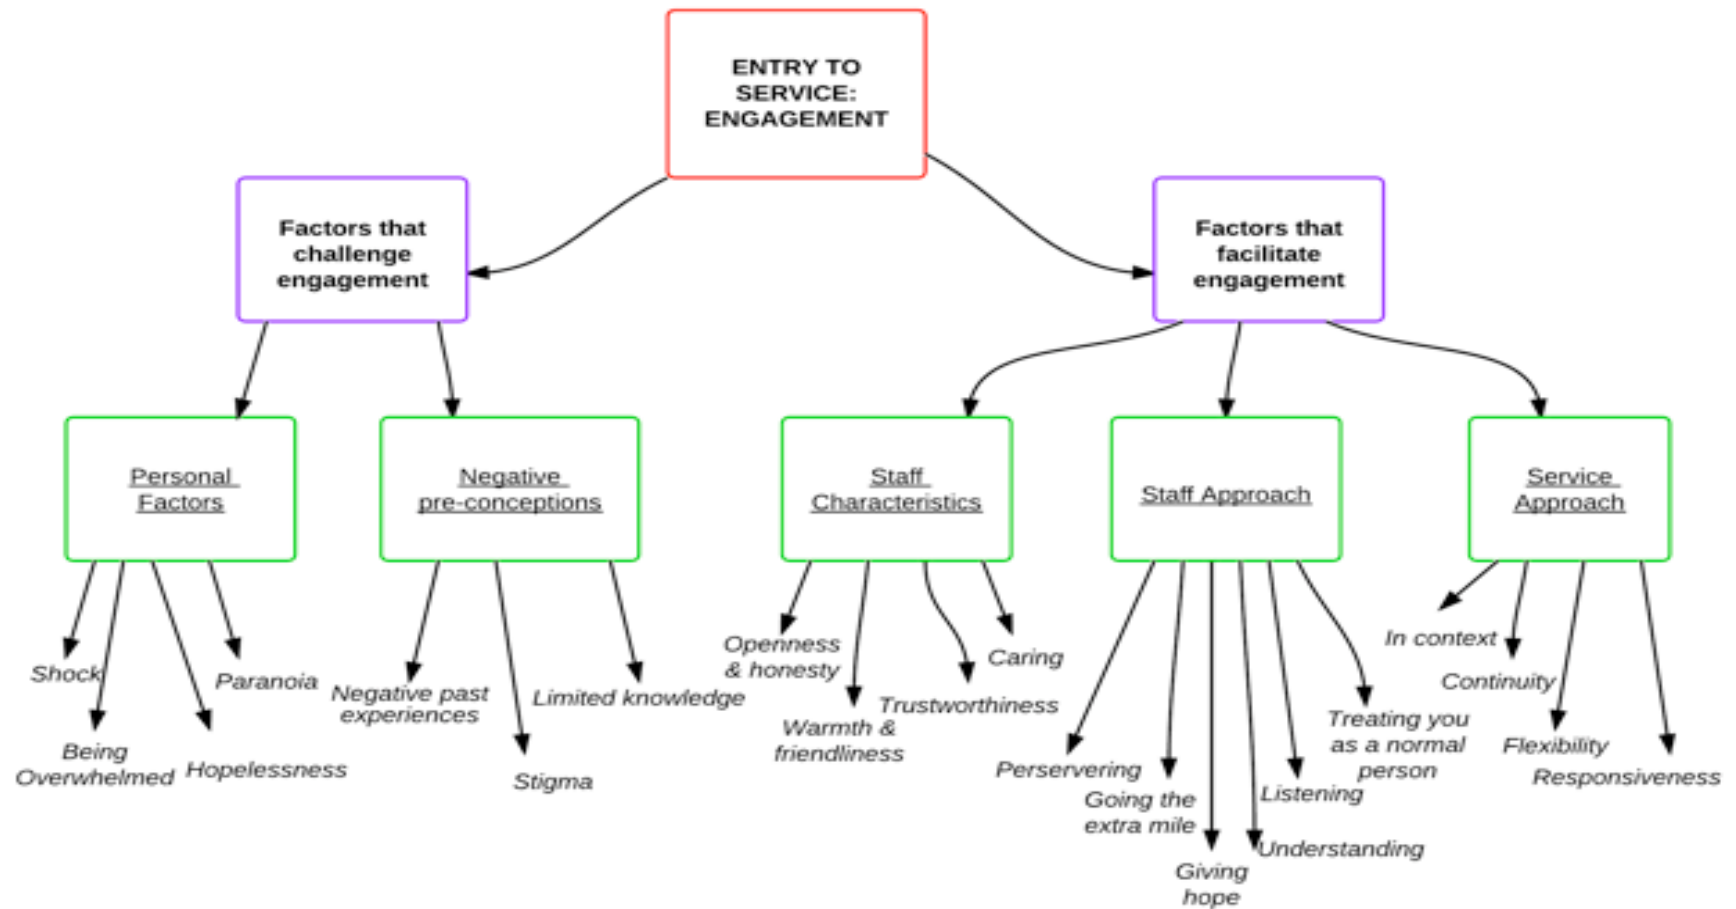 ENTRY TO
SERVICE:
ENGAGEMENT
Factors that
challenge
engagement
Factors that
facilitate
engagement
Personal
Factors
Negative
pre-conceptions
Staff
Characteristics
Staff Approach
Service
Approach
Shock
Being
Overwhelmed
Hopelessness
Paranoia
Negative past
experiences
Stigma
Limited knowledge
Openness
& honesty
Warmth &
friendliness
Trustworthiness
Caring
Perservering
Going the
extra mile
Giving
hope
Understanding
Listening
Treating you
as a normal
person
In context
Continuity
Flexibility
Responsiveness